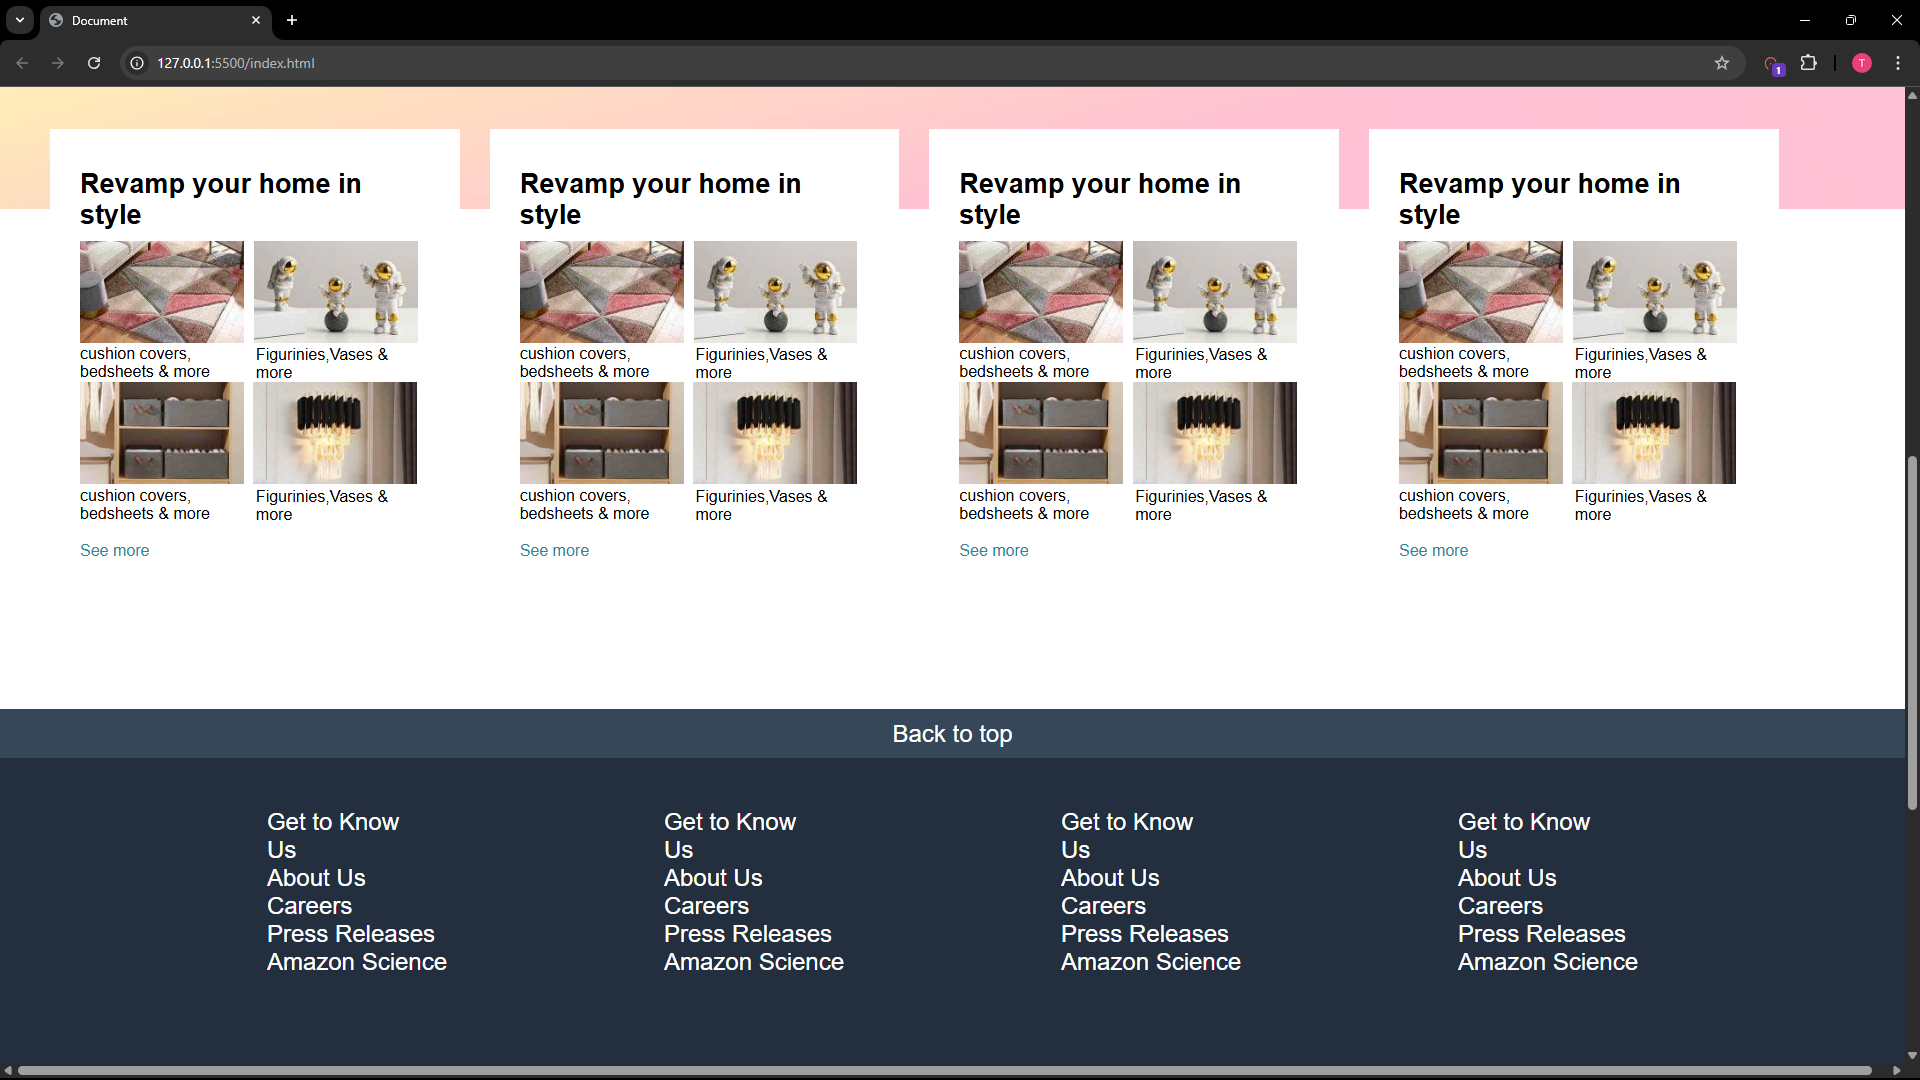 Document
127.0.0.1:5500/index.html
1
T
Revamp your home in
style
cushion covers,
bedsheets & more
Figurinies,Vases &
more
cushion covers,
bedsheets & more
Figurinies,Vases &
more
See more
Revamp your home in
style
cushion covers,
bedsheets & more
Figurinies,Vases &
more
cushion covers,
bedsheets & more
Figurinies,Vases &
more
See more
Revamp your home in
style
cushion covers,
bedsheets & more
Figurinies,Vases &
more
cushion covers,
bedsheets & more
Figurinies,Vases &
more
See more
Revamp your home in
style
cushion covers,
bedsheets & more
Figurinies,Vases &
more
cushion covers,
bedsheets & more
Figurinies,Vases &
more
See more
Back to top
Get to Know
Us
About Us
Careers
Press Releases
Amazon Science
Get to Know
Us
About Us
Careers
Press Releases
Amazon Science
Get to Know
Us
About Us
Careers
Press Releases
Amazon Science
Get to Know
Us
About Us
Careers
Press Releases
Amazon Science